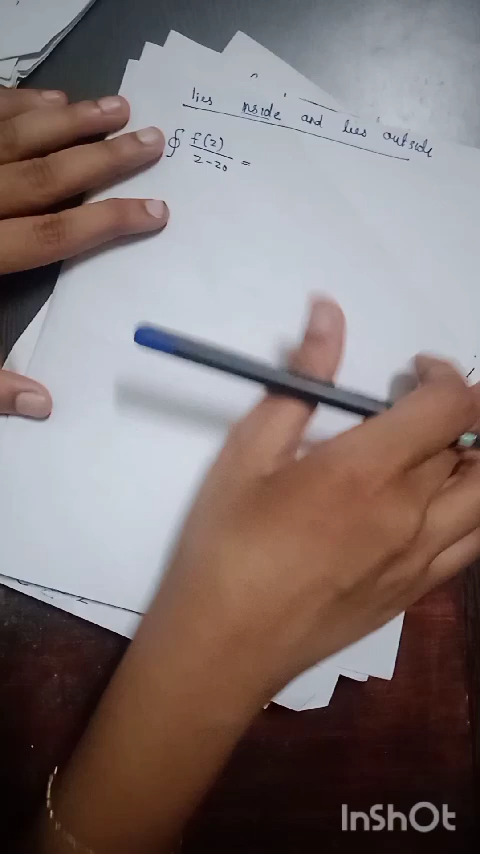 lies inside and lies outside
∮ f(z)/z-z0 =
InShOt